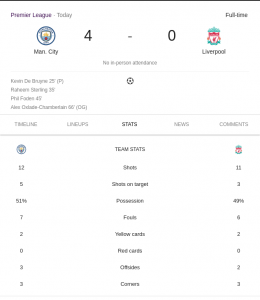 Premier League · Today Full-time
4 - 0
Man. City Liverpool
No in-person attendance
Kevin De Bruyne 25' (P)
Raheem Sterling 35'
Phil Foden 45'
Alex Oxlade-Chamberlain 66' (OG)
TIMELINE LINEUPS STATS NEWS COMMENTS
TEAM STATS
12 Shots 11
5 Shots on target 3
51% Possession 49%
7 Fouls 6
2 Yellow cards 2
0 Red cards 0
3 Offsides 2
3 Corners 3